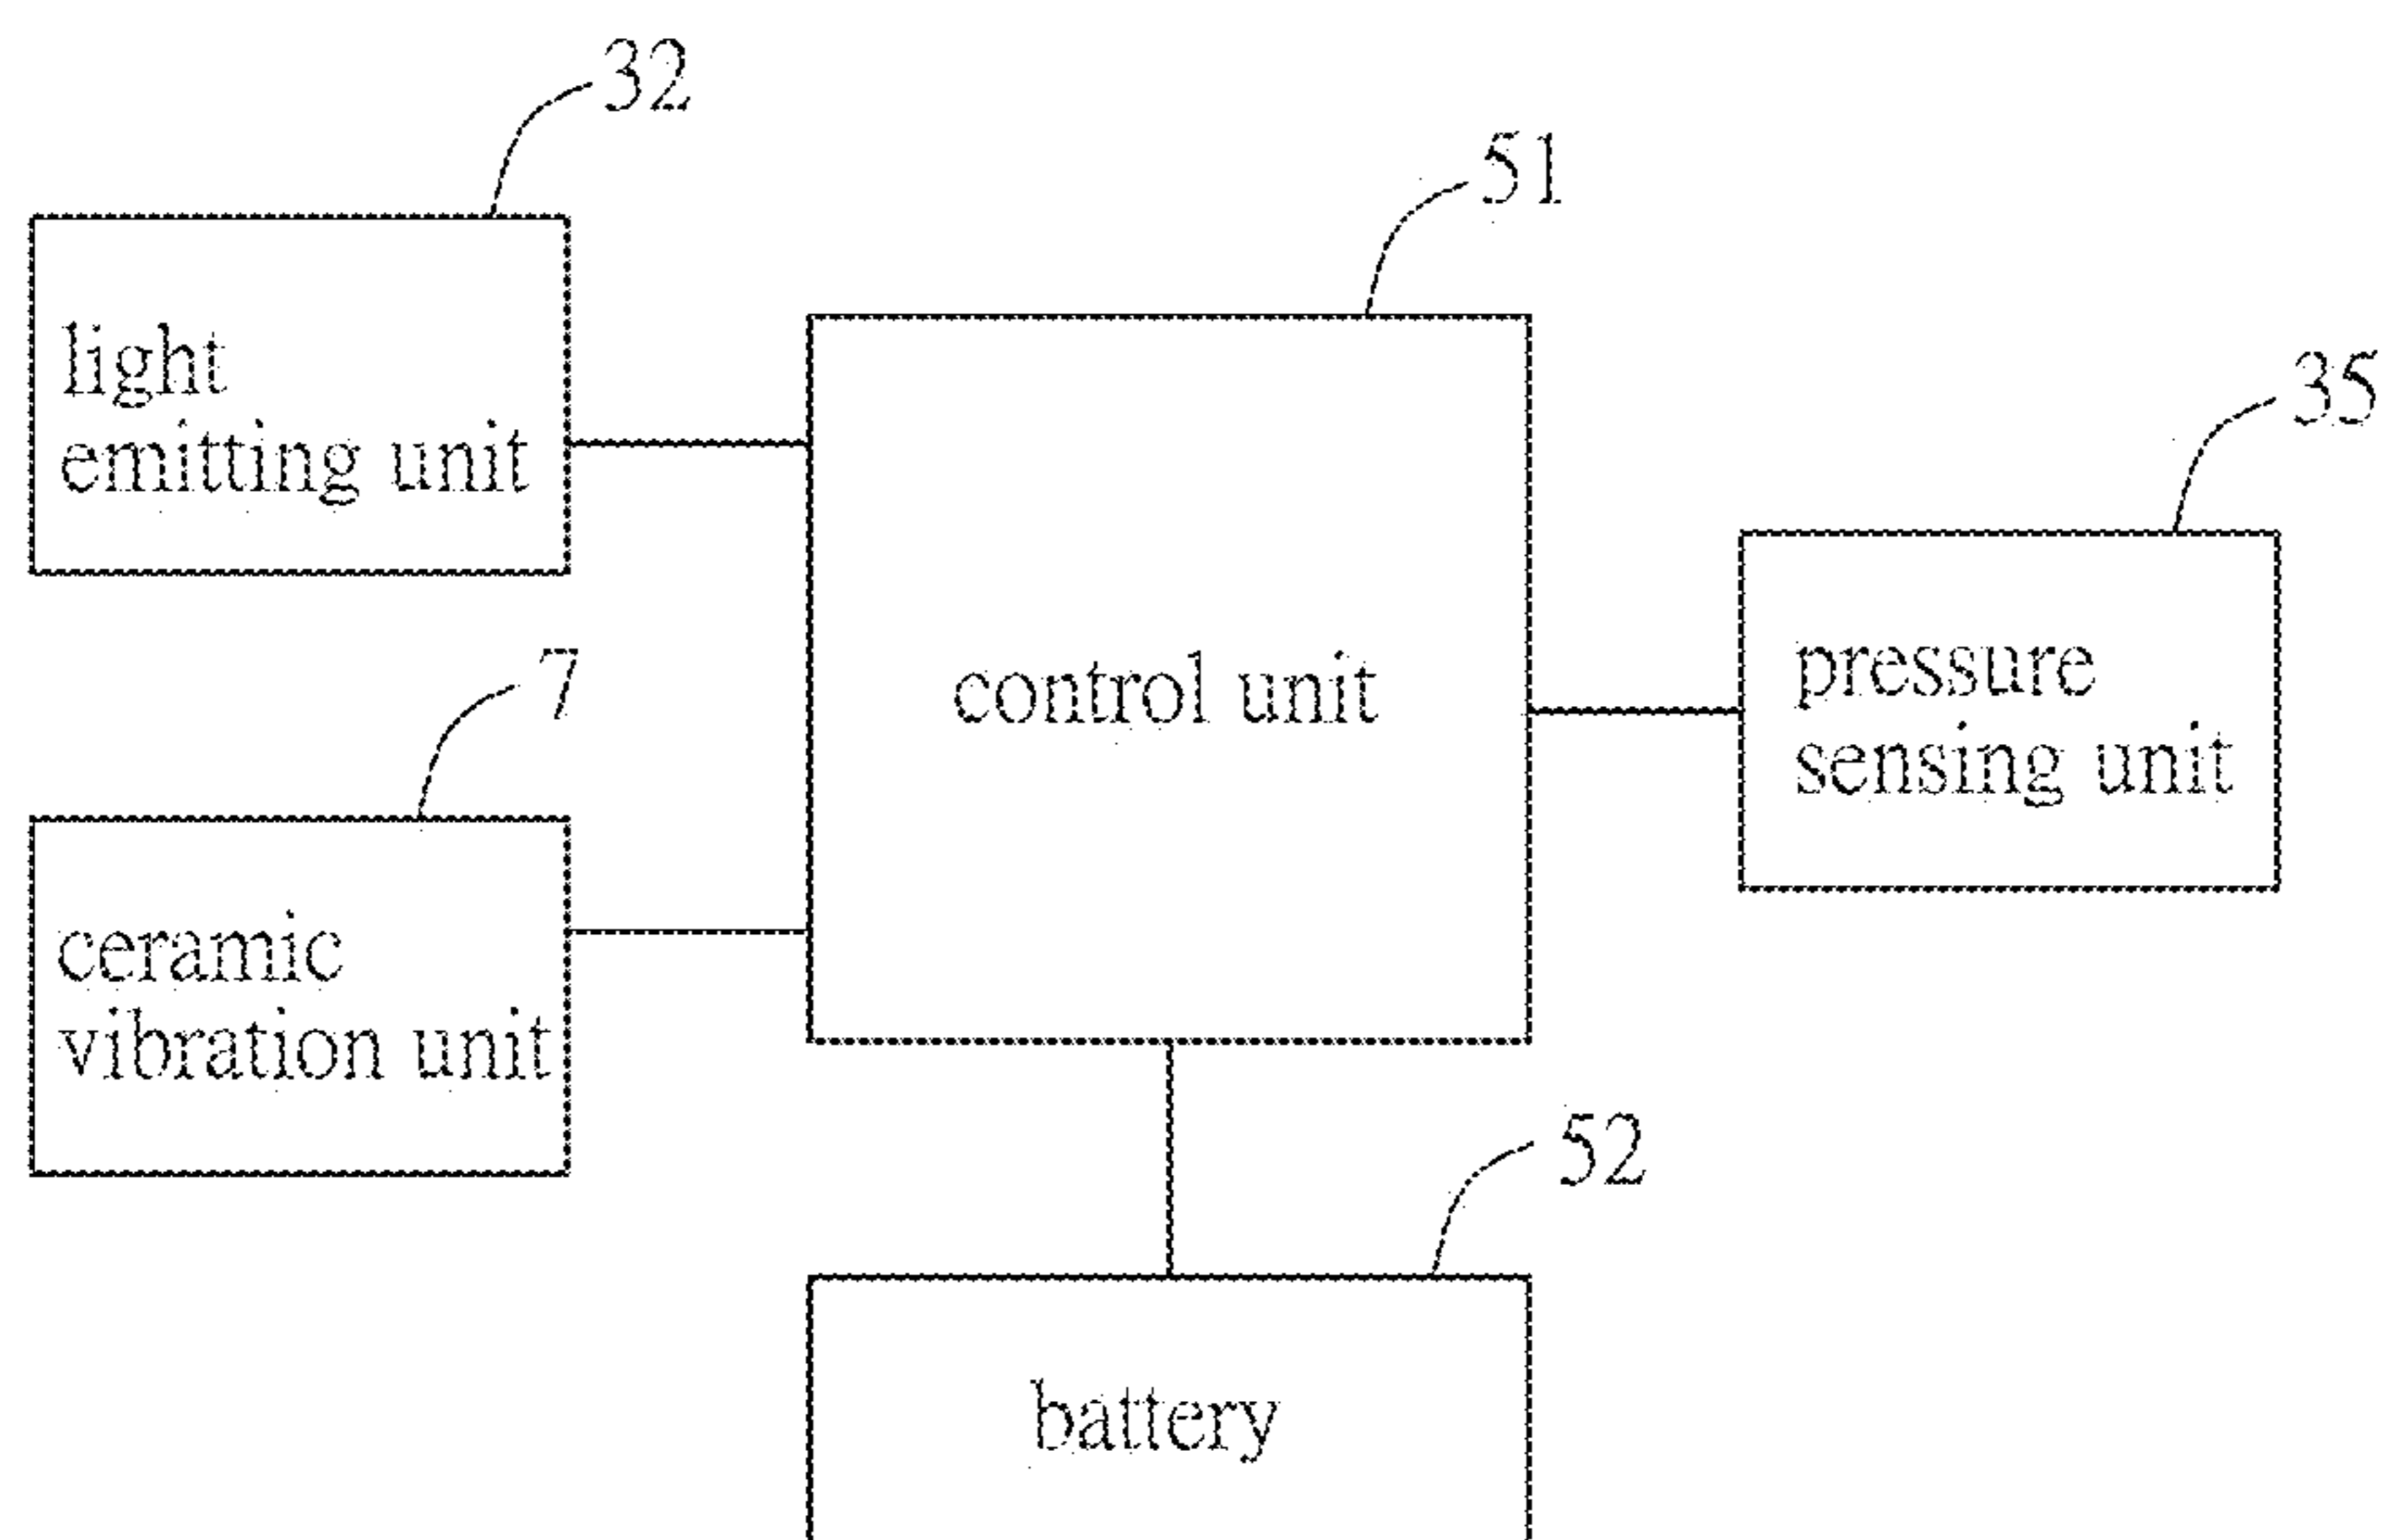 32
51
35
light
emitting unit
7
control unit
pressure
sensing unit
ceramic
vibration unit
52
battery